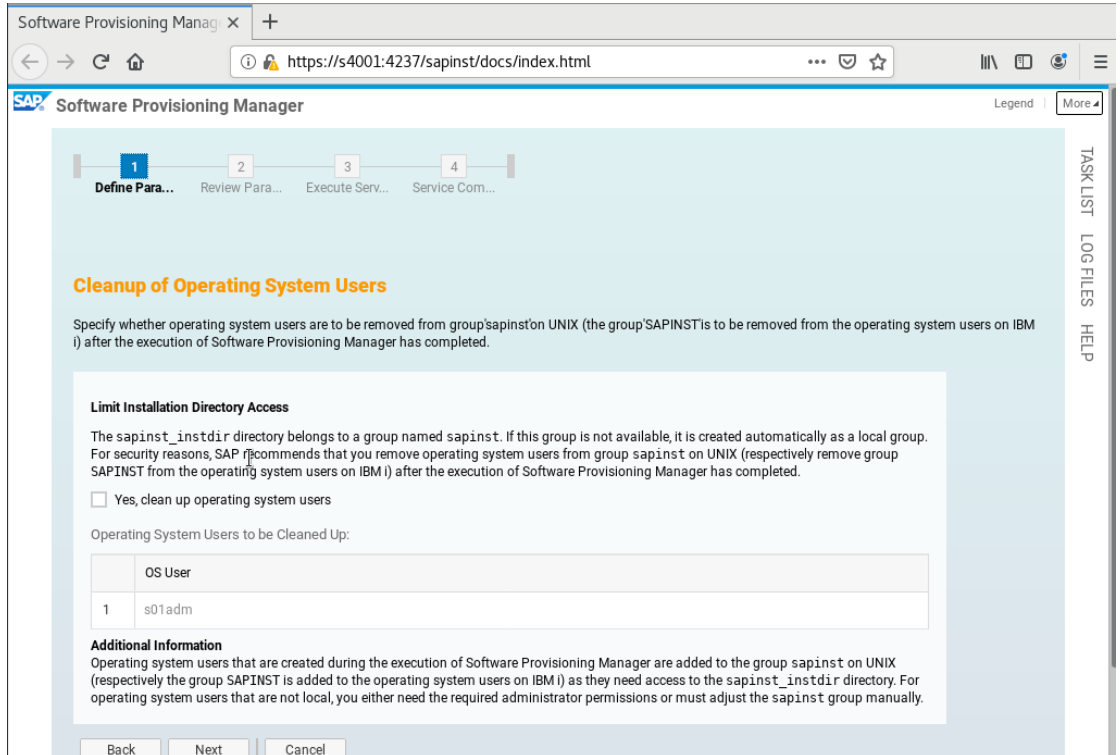 Software Provisioning Manag
https://s4001:4237/sapinst/docs/index.html
SAP Software Provisioning Manager
Legend
More
1
2
3
4
Define Para...
Review Para...
Execute Serv...
Service Com...
TASK LIST
LOG FILES
HELP
Cleanup of Operating System Users
Specify whether operating system users are to be removed from group'sapinst'on UNIX (the group'SAPINST'is to be removed from the operating system users on IBM
i) after the execution of Software Provisioning Manager has completed.
Limit Installation Directory Access
The sapinst_instdir directory belongs to a group named sapinst. If this group is not available, it is created automatically as a local group.
For security reasons, SAP recommends that you remove operating system users from group sapinst on UNIX (respectively remove group
SAPINST from the operating system users on IBM i) after the execution of Software Provisioning Manager has completed.
Yes, clean up operating system users
Operating System Users to be Cleaned Up:
OS User
1 s01adm
Additional Information
Operating system users that are created during the execution of Software Provisioning Manager are added to the group sapinst on UNIX
(respectively the group SAPINST is added to the operating system users on IBM i) as they need access to the sapinst_instdir directory. For
operating system users that are not local, you either need the required administrator permissions or must adjust the sapinst group manually.
Back
Next
Cancel